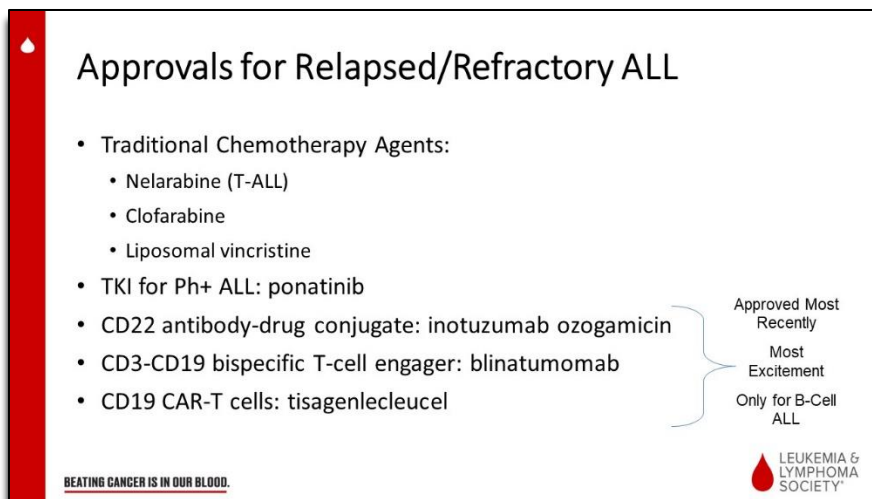 Approvals for Relapsed/Refractory ALL
• Traditional Chemotherapy Agents:
• Nelarabine (T-ALL)
• Clofarabine
• Liposomal vincristine
• TKI for Ph+ ALL: ponatinib
• CD22 antibody-drug conjugate: inotuzumab ozogamicin
• CD3-CD19 bispecific T-cell engager: blinatumomab
• CD19 CAR-T cells: tisagenlecleucel
Approved Most
Recently
Most
Excitement
Only for B-Cell
ALL
BEATING CANCER IS IN OUR BLOOD.
LEUKEMIA &
LYMPHOMA
SOCIETY®